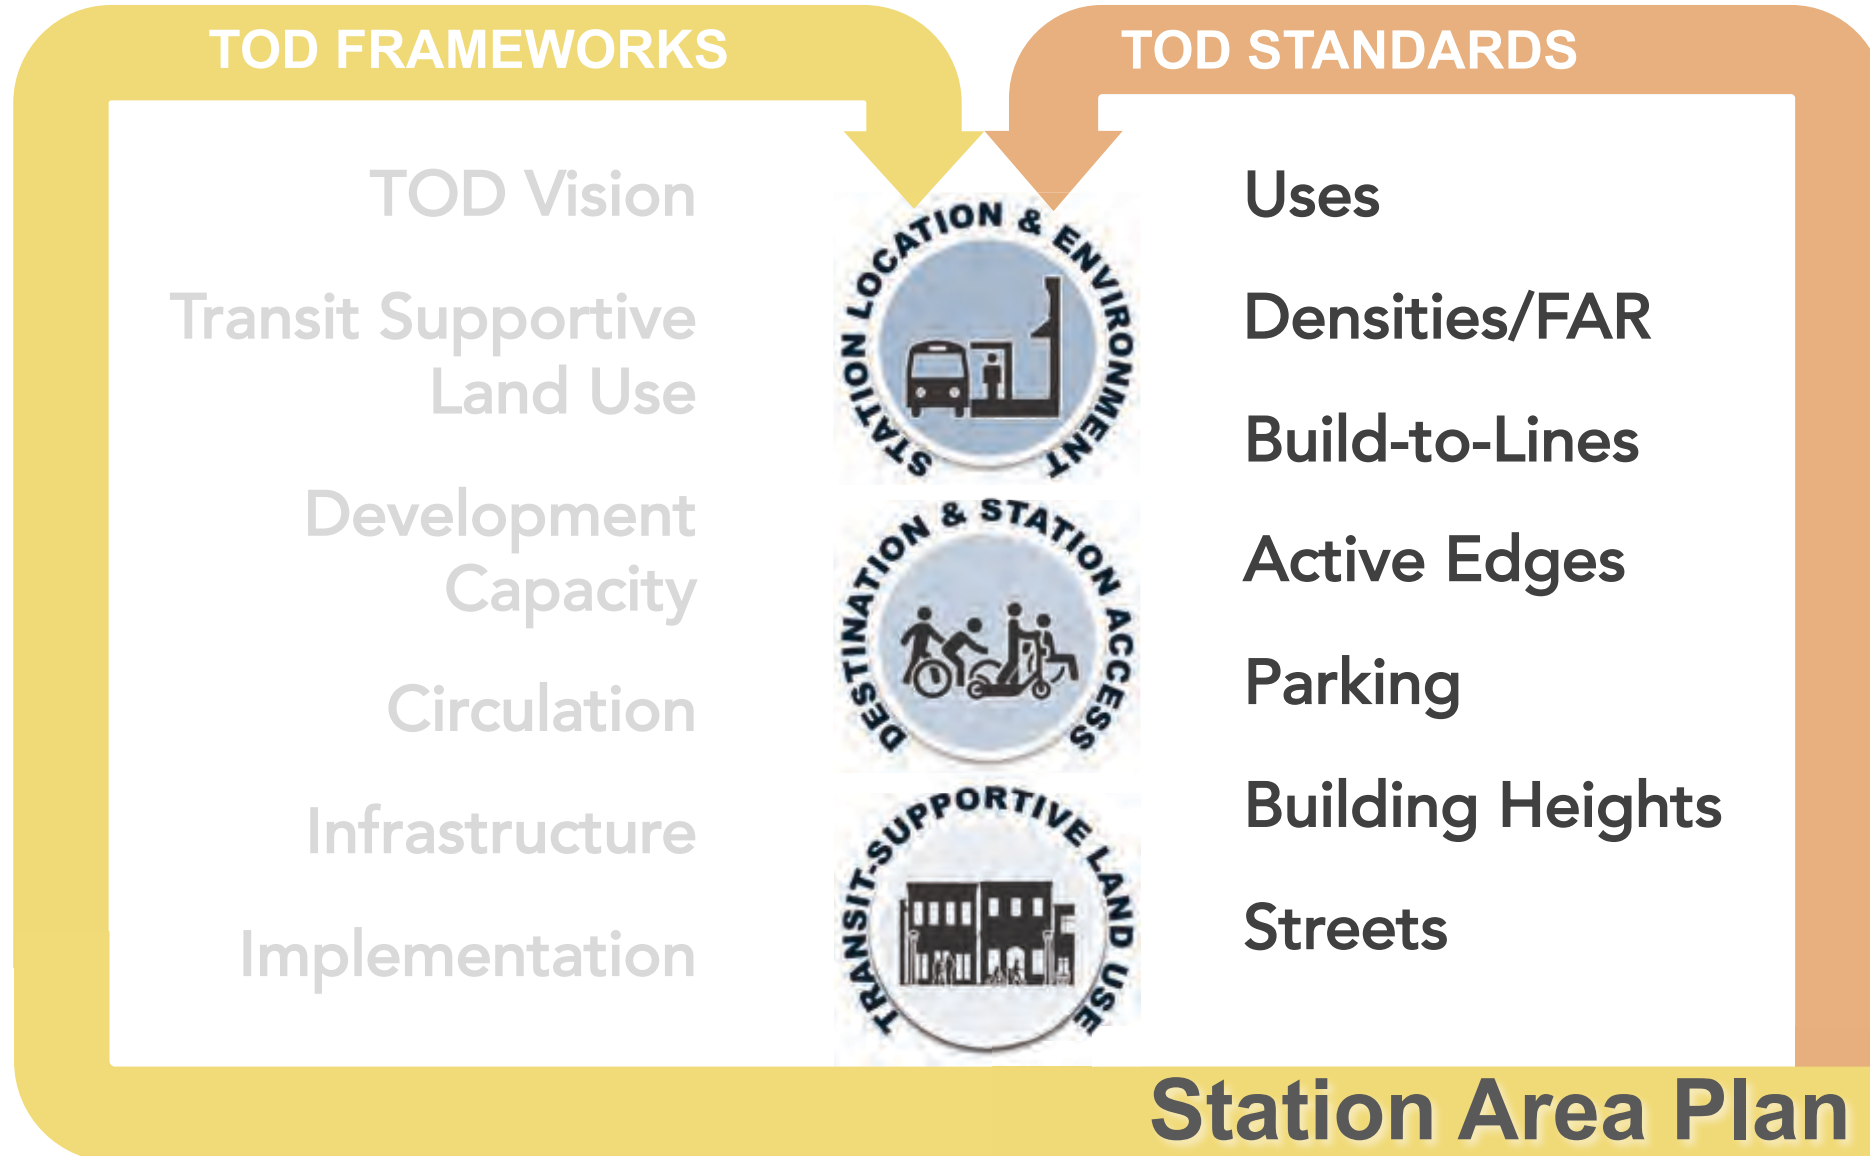 TOD FRAMEWORKS
TOD Vision
Transit Supportive
Land Use
Development
Capacity
Circulation
Infrastructure
Implementation
STATION LOCATION & ENVIRONMENT
DESTINATION & STATION ACCESS
TRANSIT-SUPPORTIVE LAND USE
TOD STANDARDS
Uses
Densities/FAR
Build-to-Lines
Active Edges
Parking
Building Heights
Streets
Station Area Plan